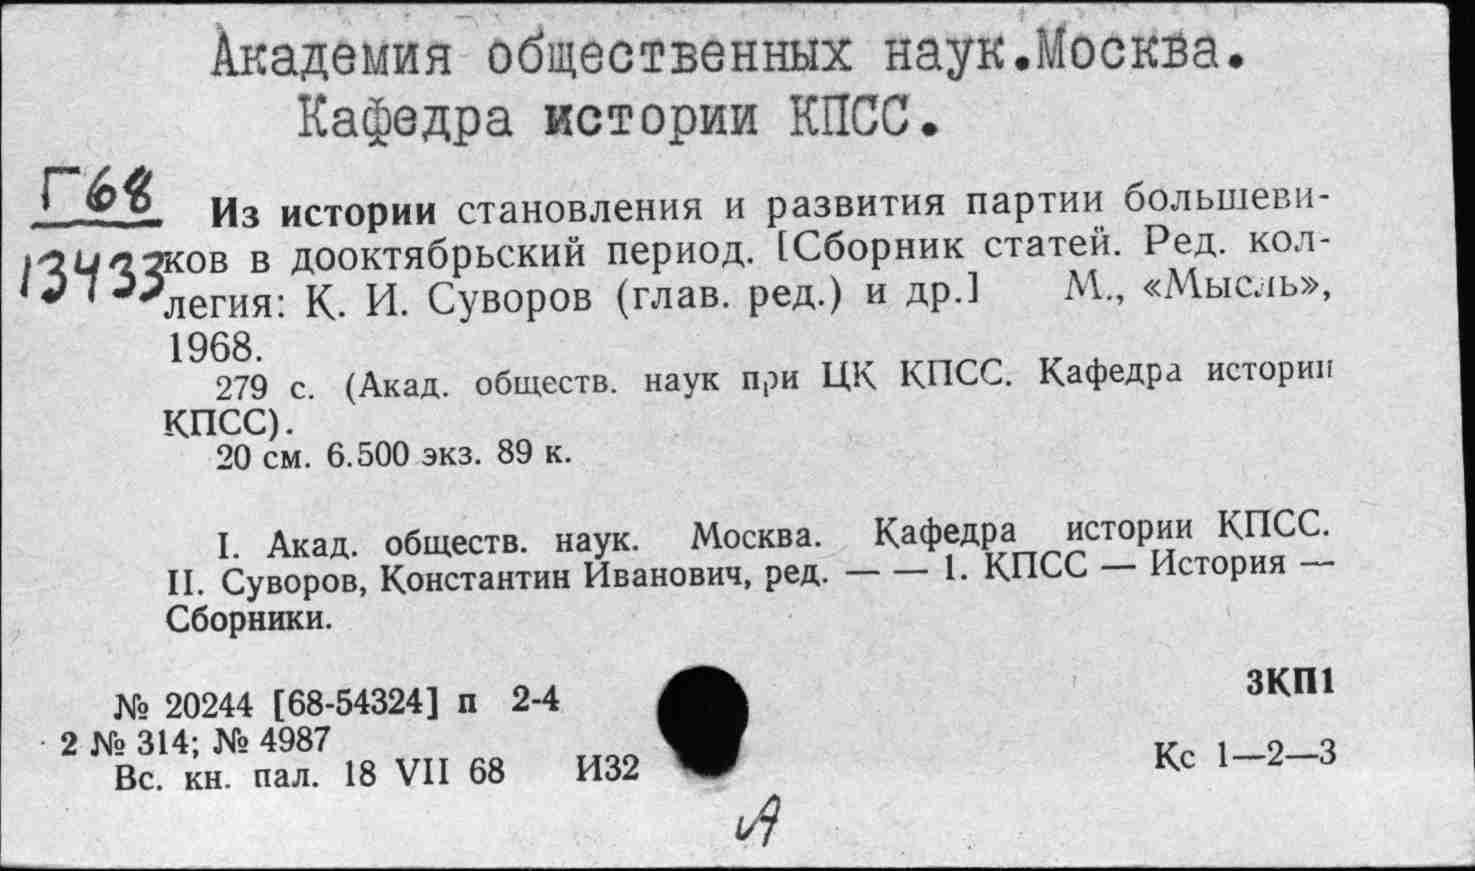 Академия общественных наук.Москва.
Кафедра истории КПСС.
Г68
13433
Из истории становления и развития партии большеви-
ков в дооктябрьский период. [Сборник статей. Ред. кол-
легия: К. И. Суворов (глав. ред.) и др.] М., «Мысль»,
1968.
279 с. (Акад. обществ. наук при ЦК КПСС. Кафедра истории
КПСС).
20 см. 6.500 экз. 89 к.
I. Акад. обществ. наук. Москва. Кафедра истории КПСС.
II. Суворов, Константин Иванович, ред. — — 1. КПСС — История —
Сборники.
3КП1
№ 20244 [68-54324] п 2-4
2 № 314; № 4987
Вс. кн. пал. 18 VII 68 И32
Кс 1—2—3
А